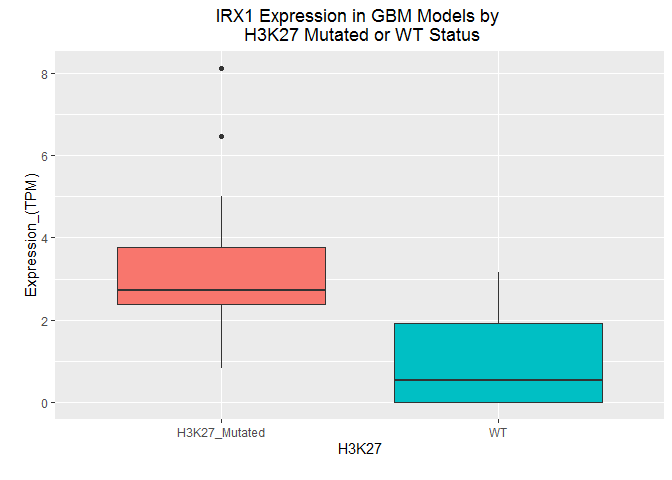 IRX1 Expression in GBM Models by
H3K27 Mutated or WT Status
8
6
4
2
0
Expression_(TPM)
H3K27_Mutated
WT
H3K27